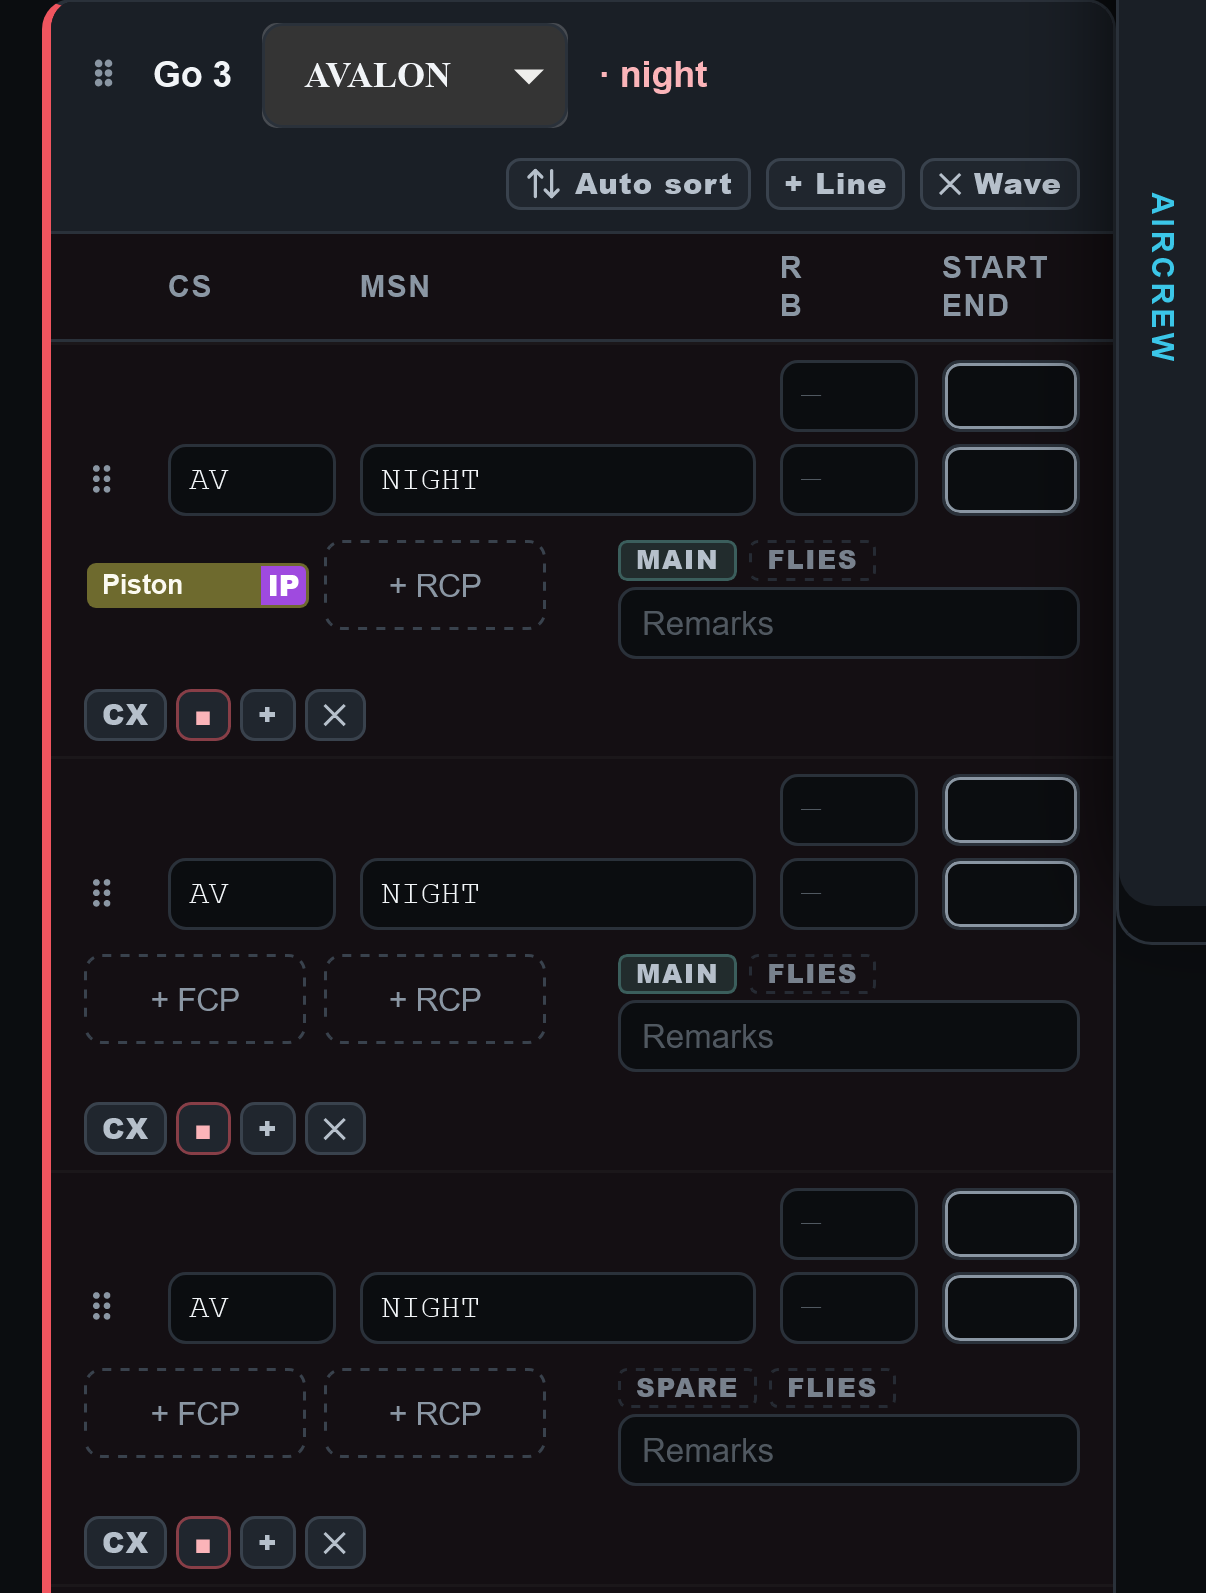 Go 3 AVALON · night
Auto sort + Line × Wave
CS MSN R B START END
—
AV NIGHT —
Piston IP + RCP MAIN FLIES
Remarks
CX ■ + ×
—
AV NIGHT —
+ FCP + RCP MAIN FLIES
Remarks
CX ■ + ×
—
AV NIGHT —
+ FCP + RCP SPARE FLIES
Remarks
CX ■ + ×
AIRCREW